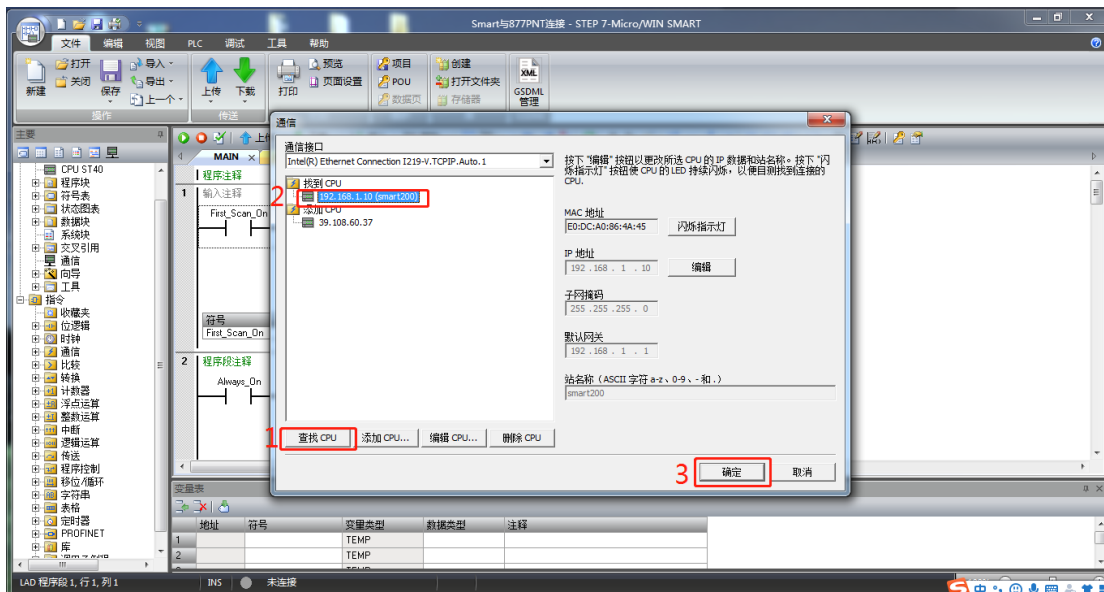 Smart与877PNT连接 - STEP 7-Micro/WIN SMART
文件 编辑 视图 PLC 调试 工具 帮助
新建
打开
关闭
保存
导入
导出
上一个
操作
上传
下载
传送
打印
预览
页面设置
项目
POU
数据页
创建
打开文件夹
存储器
XML
GSDML
管理
主要
CPU ST40
程序块
符号表
状态图表
数据块
系统块
交叉引用
通信
向导
工具
指令
收藏夹
位逻辑
时钟
通信
比较
转换
计数器
浮点运算
整数运算
中断
逻辑运算
传送
程序控制
移位/循环
字符串
表格
定时器
PROFINET
库
MAIN
程序注释
1 输入注释
First_Scan_On
符号
First_Scan_On
2 程序段注释
Always_On
通信
通信接口
Intel(R) Ethernet Connection I219-V.TCPIP.Auto.1
找到 CPU
2
192.168.1.10 (smart200)
添加 CPU
39.108.60.37
1
查找 CPU 添加 CPU... 编辑 CPU... 删除 CPU
按下 "编辑" 按钮以更改所选 CPU 的 IP 数据和站名称。按下 "闪
烁指示灯" 按钮使 CPU 的 LED 持续闪烁，以便目测找到连接的
CPU.
MAC 地址
E0:DC:A0:86:4A:45 闪烁指示灯
IP 地址
192 . 168 . 1 . 10 编辑
子网掩码
255 . 255 . 255 . 0
默认网关
192 . 168 . 1 . 1
站名称（ASCII 字符 a-z、0-9、- 和 .）
smart200
3 确定 取消
变量表
地址 符号 变量类型 数据类型 注释
1 TEMP
2 TEMP
LAD 程序段 1, 行 1, 列 1 INS 未连接
中